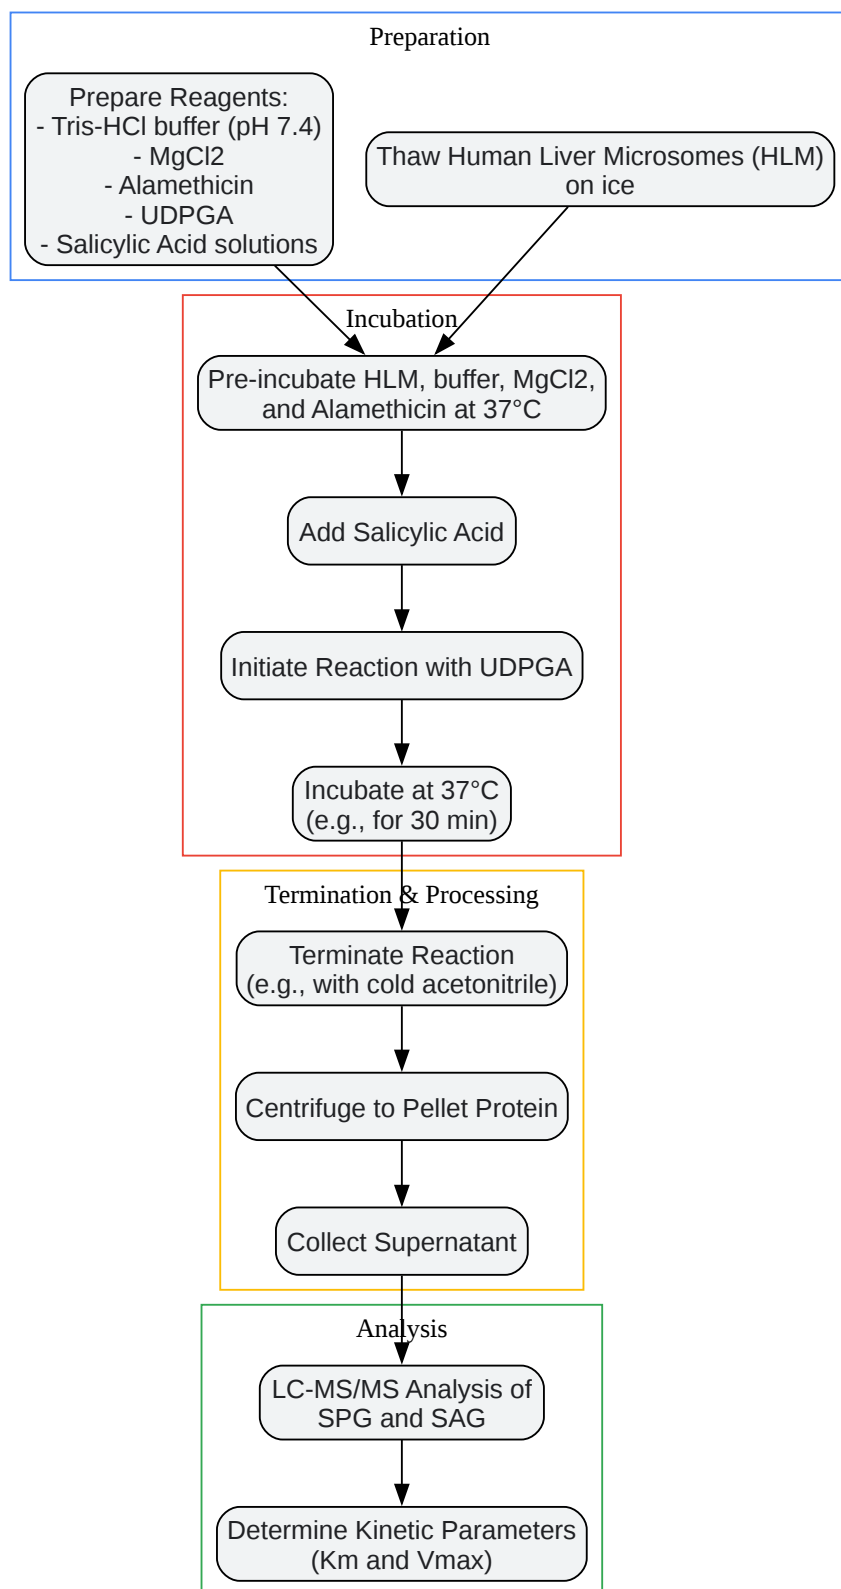 Preparation
Prepare Reagents:
- Tris-HCl buffer (pH 7.4)
- MgCl2
- Alamethicin
- UDPGA
- Salicylic Acid solutions
Thaw Human Liver Microsomes (HLM)
on ice
Incubation
Pre-incubate HLM, buffer, MgCl2,
and Alamethicin at 37°C
Add Salicylic Acid
Initiate Reaction with UDPGA
Incubate at 37°C
(e.g., for 30 min)
Termination & Processing
Terminate Reaction
(e.g., with cold acetonitrile)
Centrifuge to Pellet Protein
Collect Supernatant
Analysis
LC-MS/MS Analysis of
SPG and SAG
Determine Kinetic Parameters
(Km and Vmax)